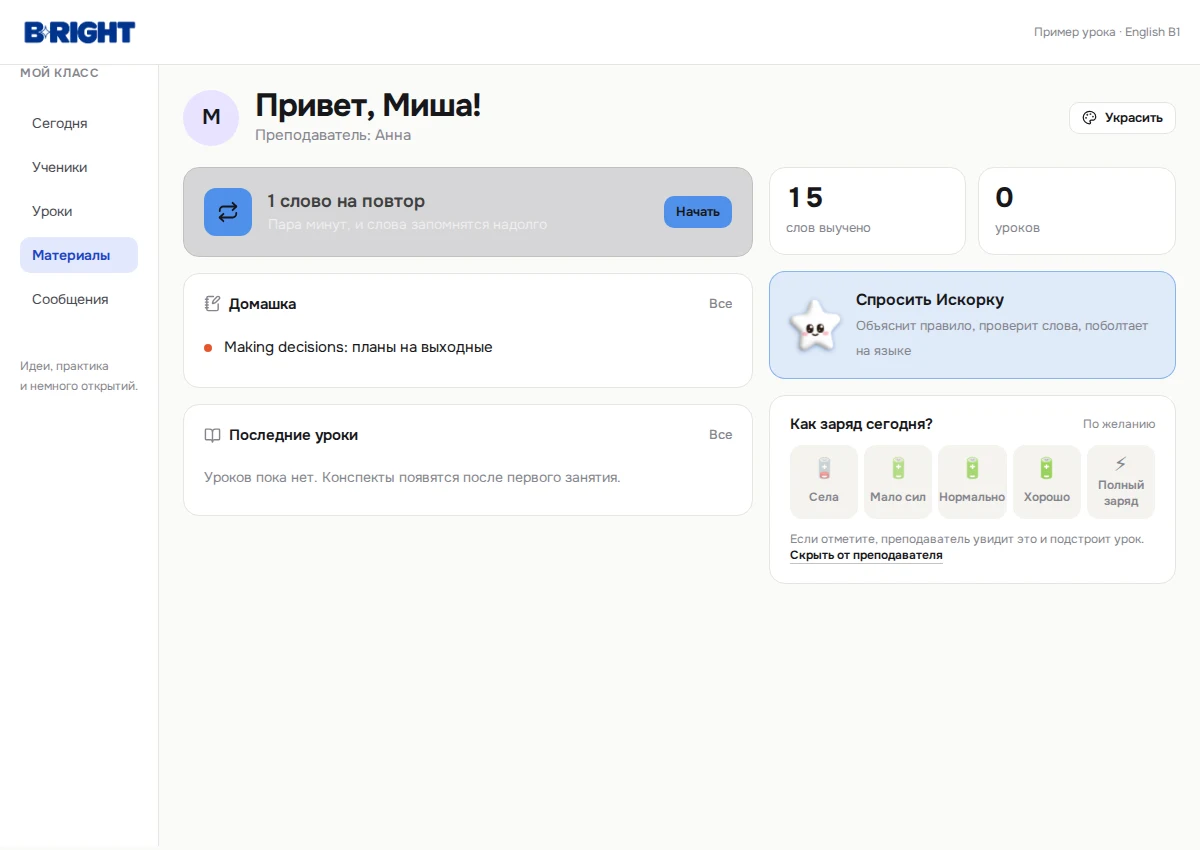 B RIGHT
Пример урока · English B1
МОЙ КЛАСС
Сегодня
Ученики
Уроки
Материалы
Сообщения
Идеи, практика
и немного открытий.
М
Привет, Миша!
Преподаватель: Анна
Украсить
1 слово на повтор
Пара минут, и слова запомнятся надолго
Начать
15
слов выучено
0
уроков
Домашка
Все
Making decisions: планы на выходные
Спросить Искорку
Объяснит правило, проверит слова, поболтает
на языке
Последние уроки
Все
Уроков пока нет. Конспекты появятся после первого занятия.
Как заряд сегодня?
По желанию
Села
Мало сил
Нормально
Хорошо
Полный
заряд
Если отметите, преподаватель увидит это и подстроит урок.
Скрыть от преподавателя